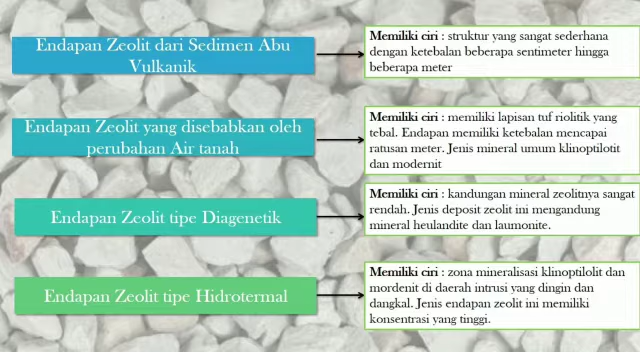 Endapan Zeolit dari Sedimen Abu
Vulkanik
Memiliki ciri : struktur yang sangat sederhana
dengan ketebalan beberapa sentimeter hingga
beberapa meter
Endapan Zeolit yang disebabkan oleh
perubahan Air tanah
Memiliki ciri : memiliki lapisan tuf riolitik yang
tebal. Endapan memiliki ketebalan mencapai
ratusan meter. Jenis mineral umum klinoptilotit
dan modernit
Endapan Zeolit tipe Diagenetik
Memiliki ciri : kandungan mineral zeolitnya sangat
rendah. Jenis deposit zeolit ini mengandung
mineral heulandite dan laumonite.
Endapan Zeolit tipe Hidrotermal
Memiliki ciri : zona mineralisasi klinoptilolit dan
mordenit di daerah intrusi yang dingin dan
dangkal. Jenis endapan zeolit ini memiliki
konsentrasi yang tinggi.